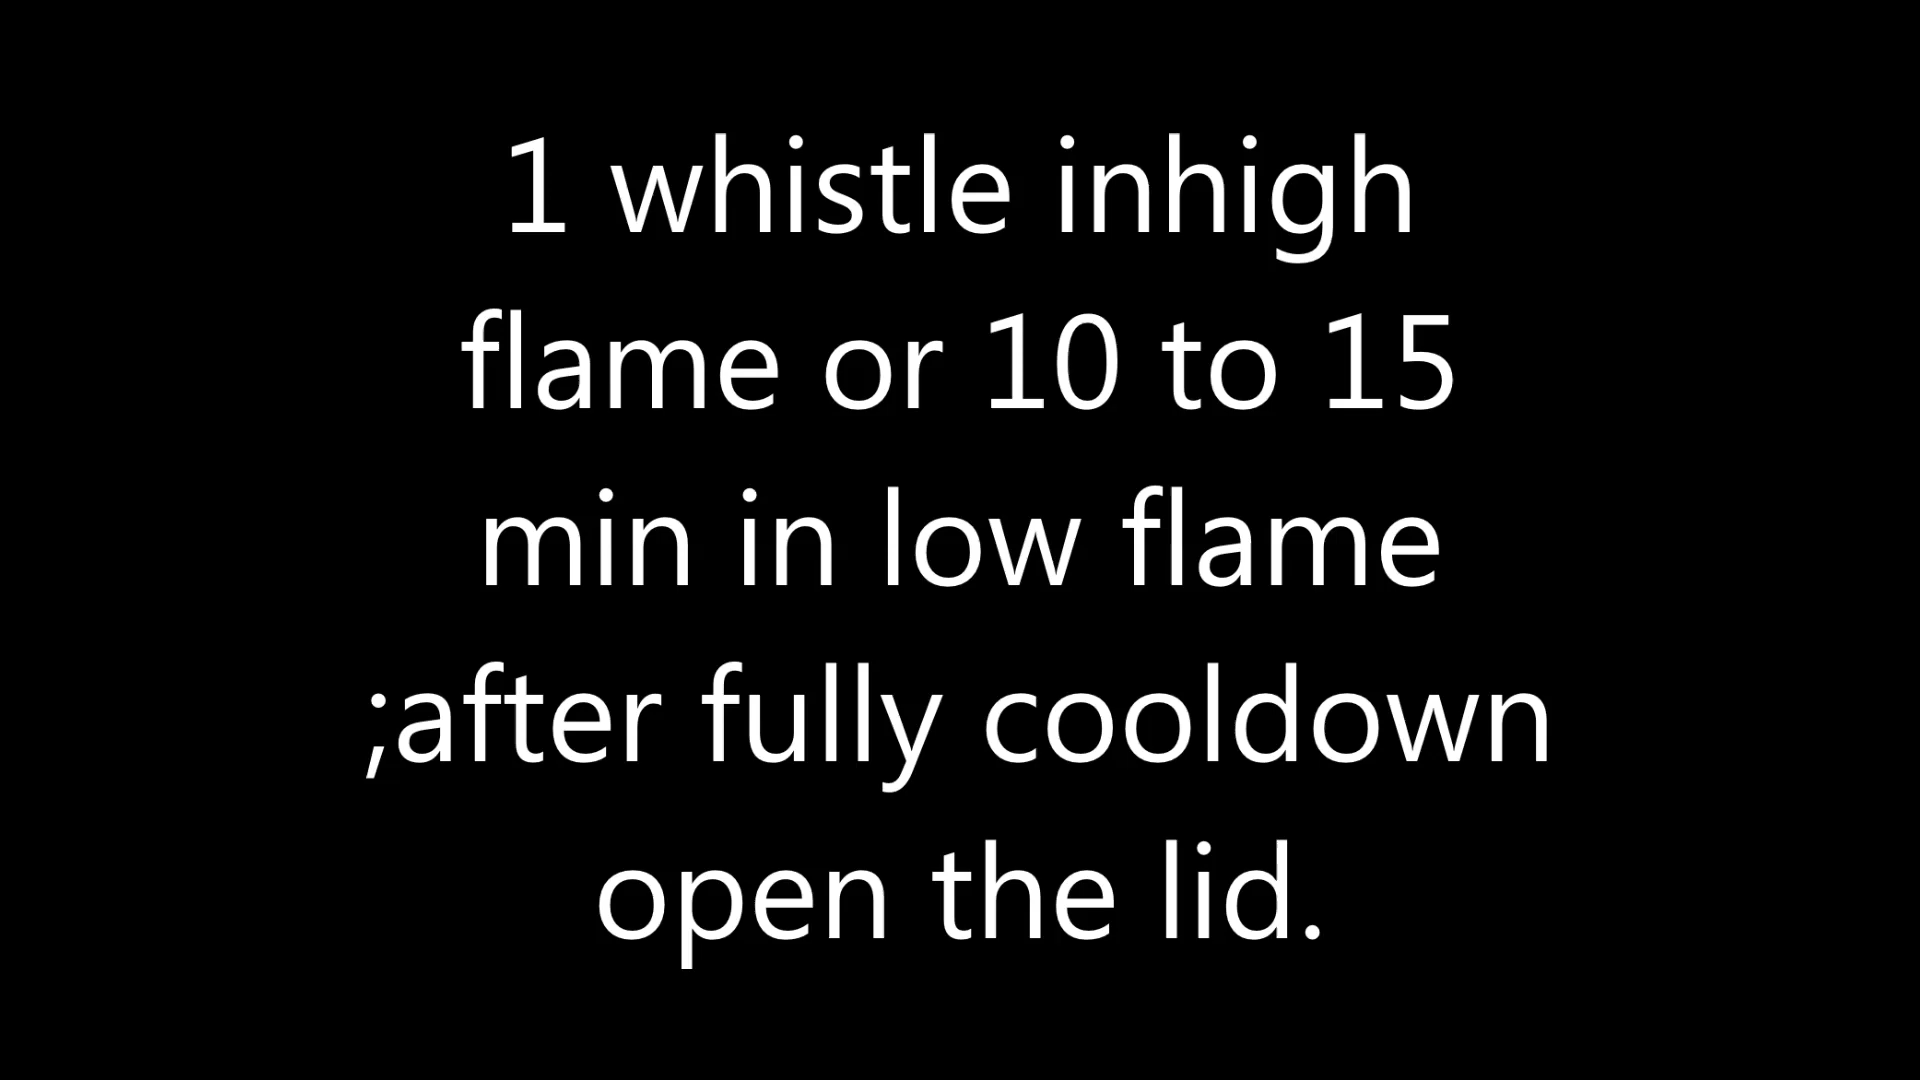 1 whistle inhigh
flame or 10 to 15
min in low flame
;after fully cooldown
open the lid.